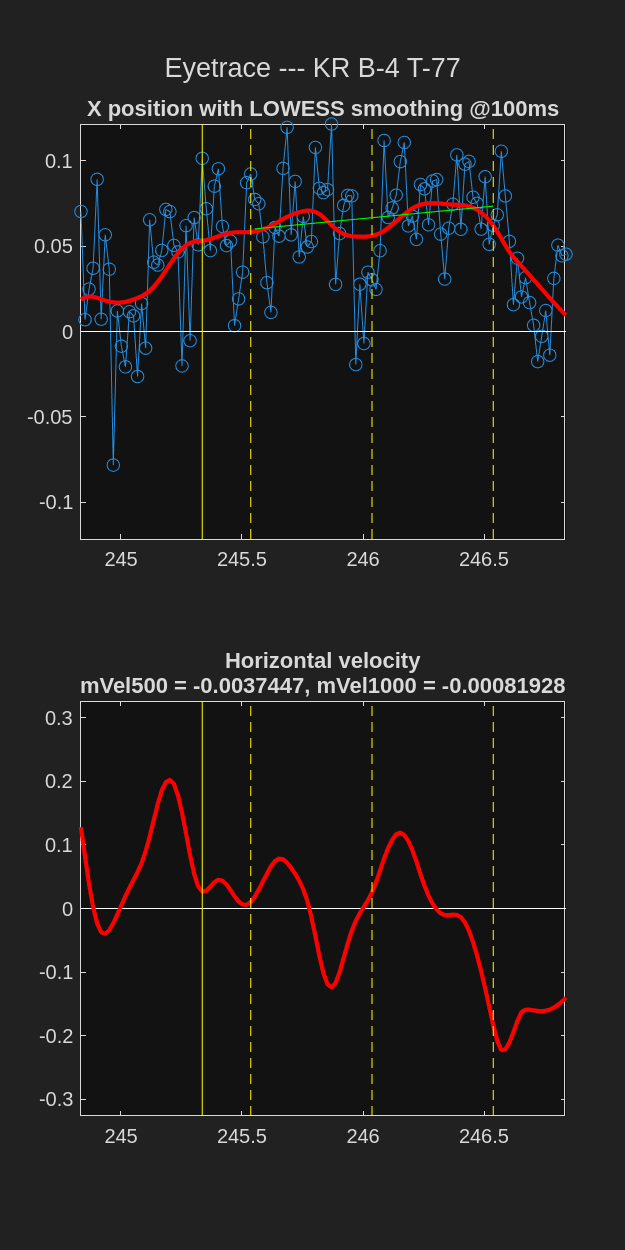 Eyetrace --- KR B-4 T-77
X position with LOWESS smoothing @100ms
0.1
0.05
0
-0.05
-0.1
245 245.5 246 246.5
Horizontal velocity
mVel500 = -0.0037447, mVel1000 = -0.00081928
0.3
0.2
0.1
0
-0.1
-0.2
-0.3
245 245.5 246 246.5